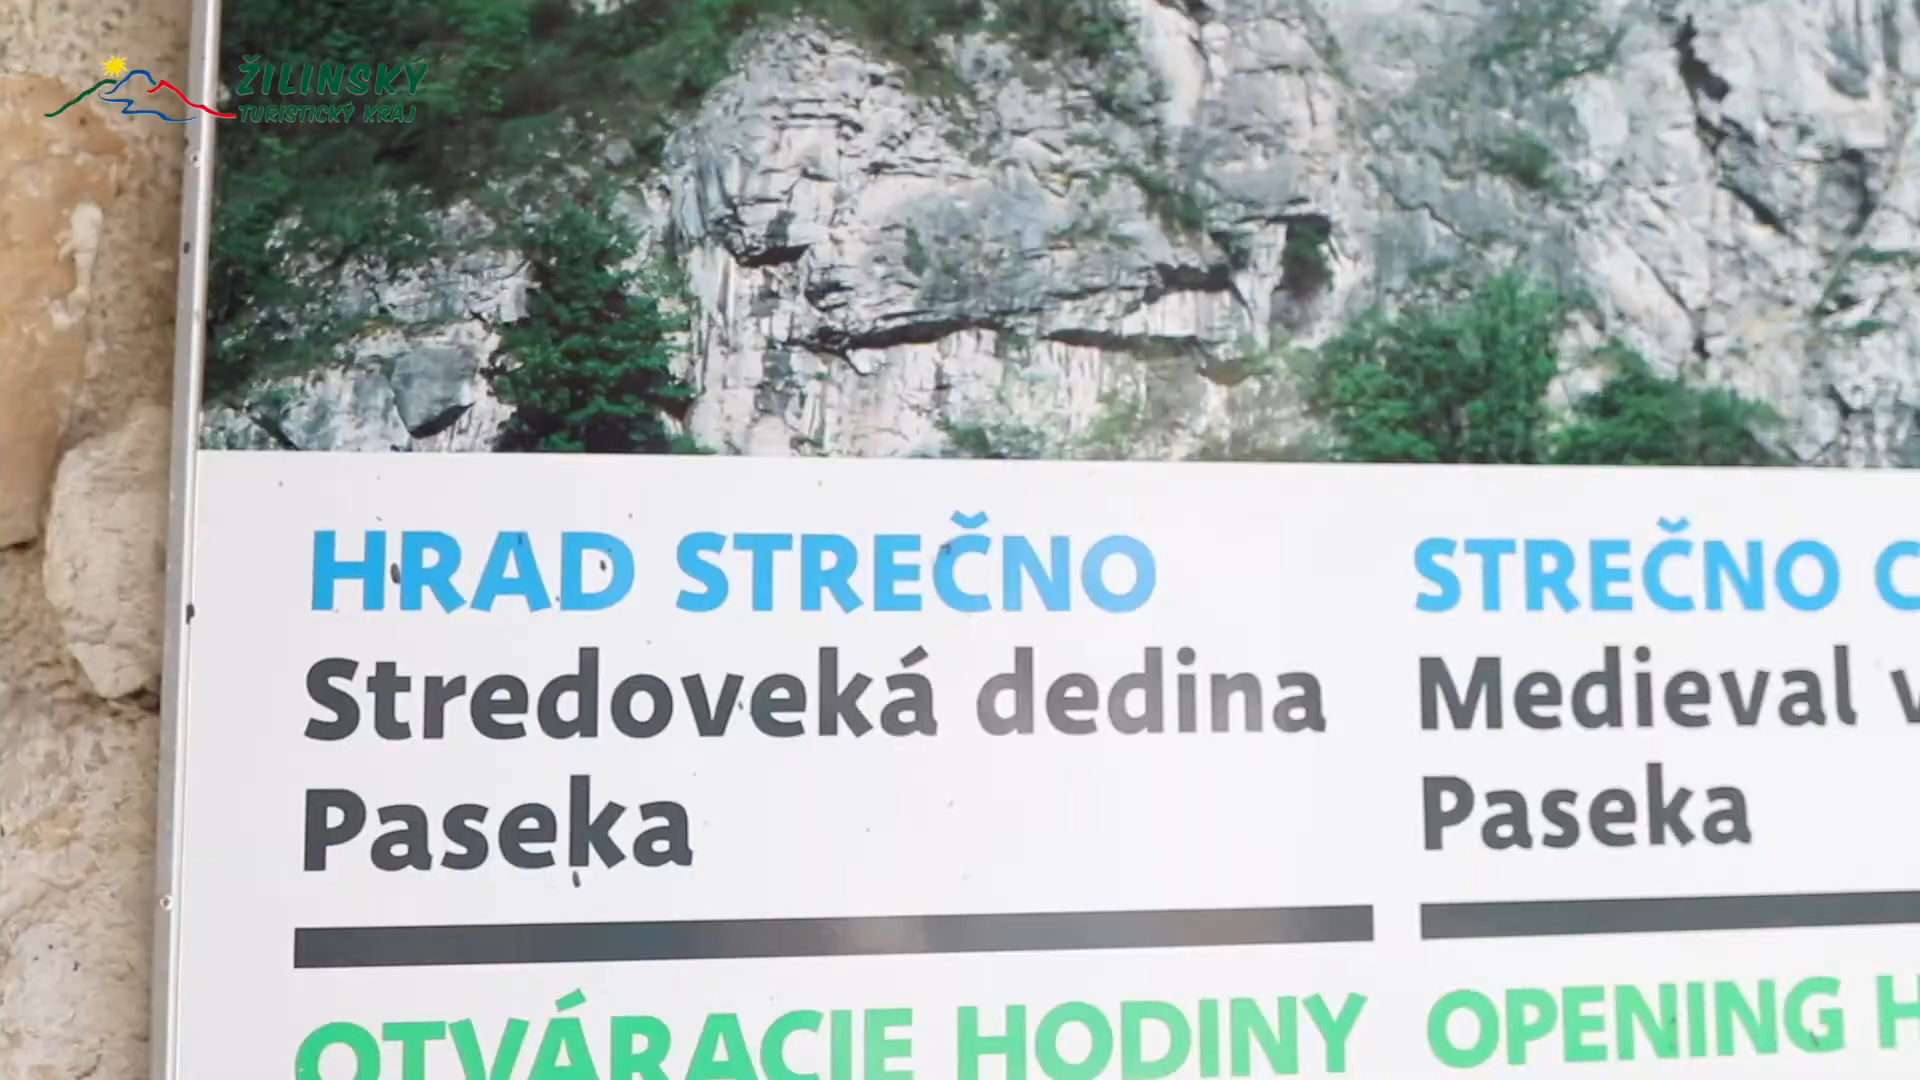 ŽILINSKÝ
TURISTICKÝ KRAJ
HRAD STREČNO
Stredoveká dedina
Paseka
OTVÁRACIE HODINY
STREČNO
Medieval
Paseka
OPENING